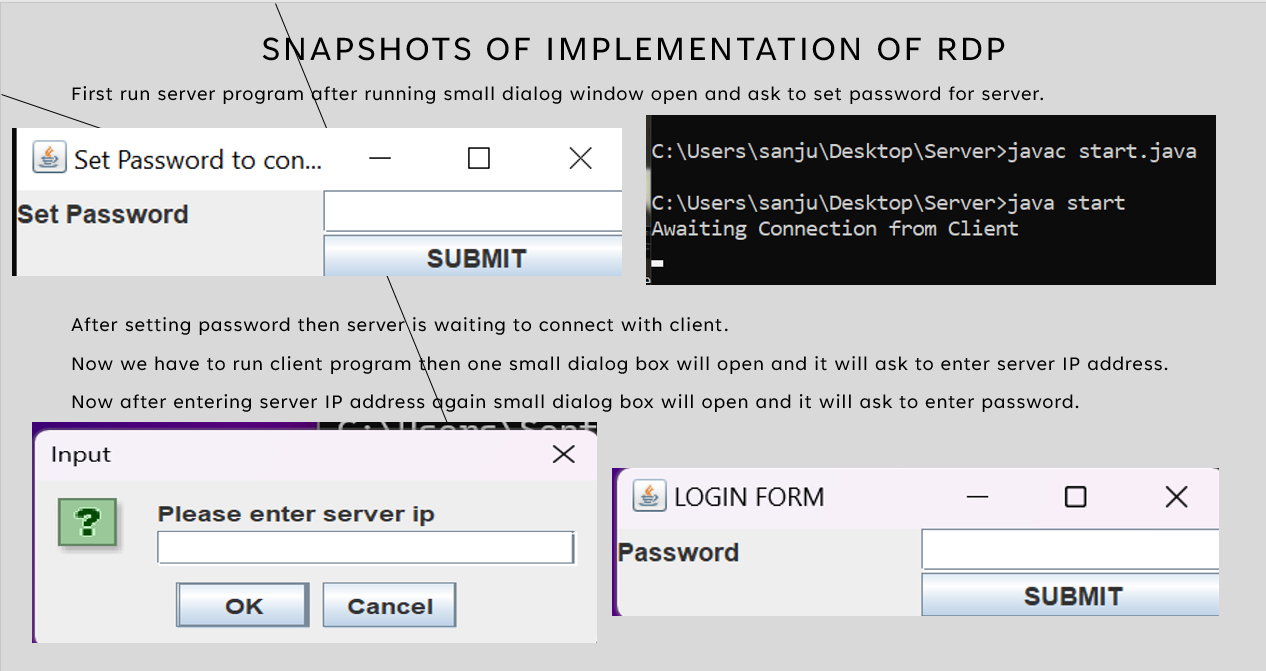 SNAPSHOTS OF IMPLEMENTATION OF RDP
First run server program after running small dialog window open and ask to set password for server.
Set Password to con...
Set Password
SUBMIT
C:\Users\sanju\Desktop\Server>javac start.java
C:\Users\sanju\Desktop\Server>java start
Awaiting Connection from Client
After setting password then server is waiting to connect with client.
Now we have to run client program then one small dialog box will open and it will ask to enter server IP address.
Now after entering server IP address again small dialog box will open and it will ask to enter password.
Input
Please enter server ip
OK
Cancel
LOGIN FORM
Password
SUBMIT